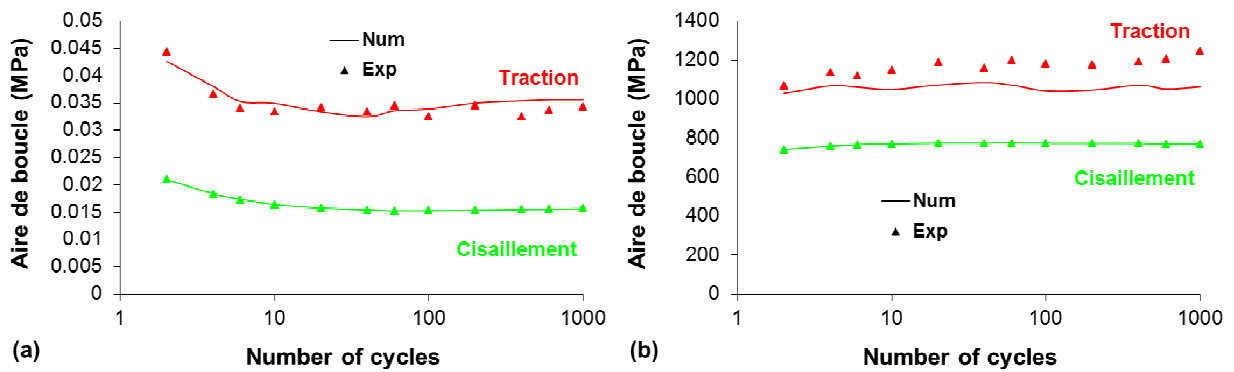 Aire de boucle (MPa)
0.05
0.045
0.04
0.035
0.03
0.025
0.02
0.015
0.01
0.005
0
Num
Exp
Traction
Cisaillement
1
10
100
1000
(a)
Number of cycles
Aire de boucle (MPa)
1400
1200
1000
800
600
400
200
0
Traction
Cisaillement
Num
Exp
1
10
100
1000
(b)
Number of cycles